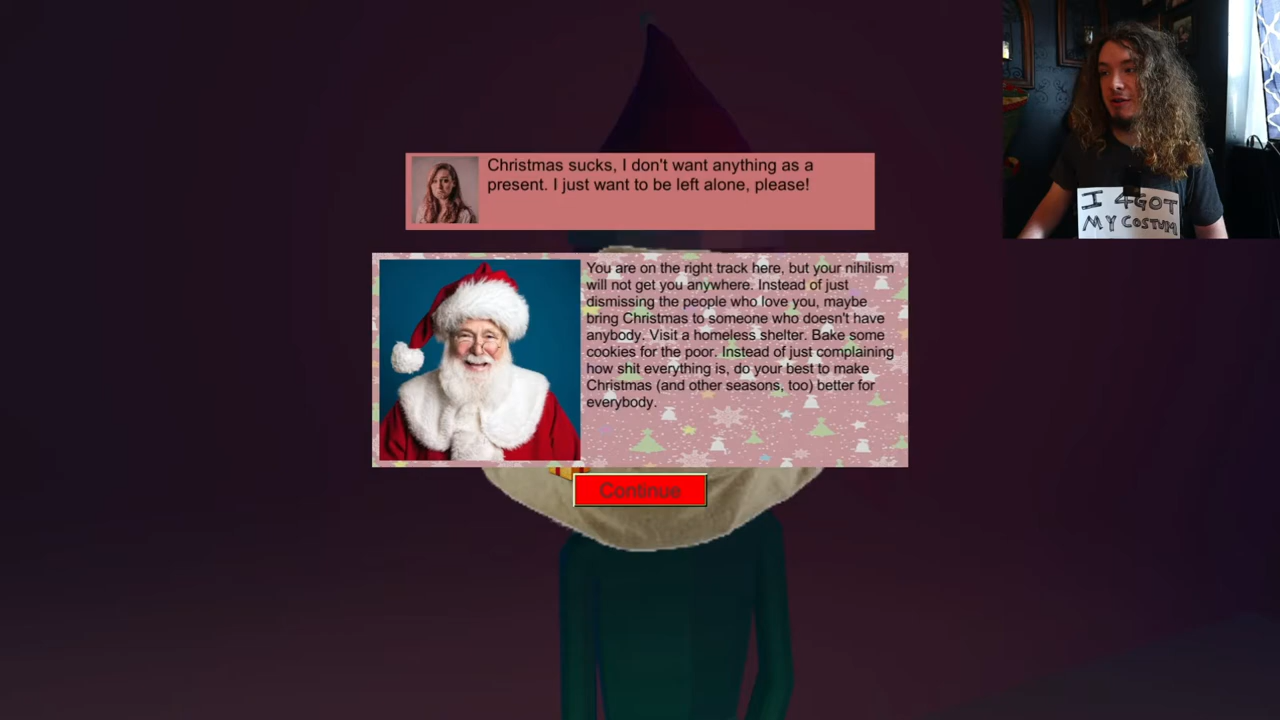 Christmas sucks, I don't want anything as a
present. I just want to be left alone, please!
You are on the right track here, but your nihilism
will not get you anywhere. Instead of just
dismissing the people who love you, maybe
bring Christmas to someone who doesn't have
anybody. Visit a homeless shelter. Bake some
cookies for the poor. Instead of just complaining
how shit everything is, do your best to make
Christmas (and other seasons, too) better for
everybody.
Continue
I 4GOT
MY COSTUME